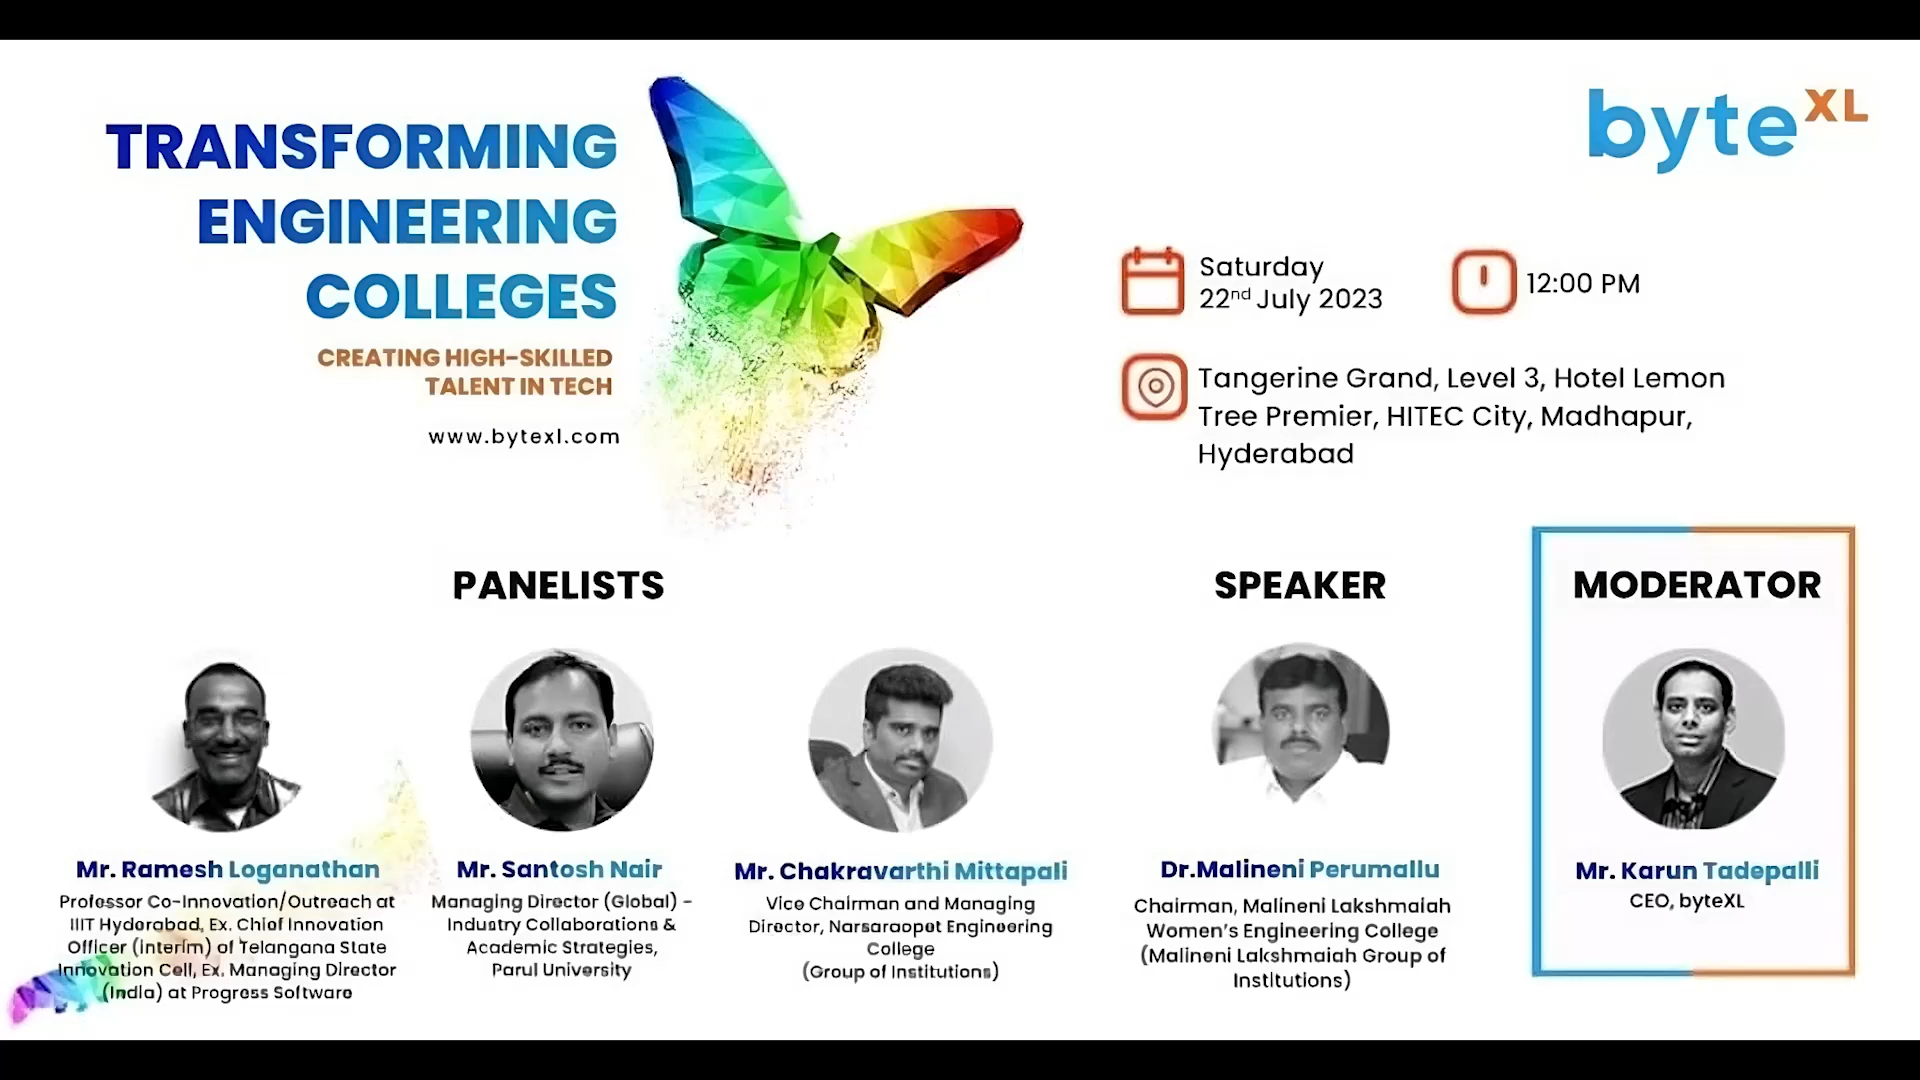 TRANSFORMING
ENGINEERING
COLLEGES
CREATING HIGH-SKILLED
TALENT IN TECH
www.bytexl.com
byteXL
Saturday
22nd July 2023
12:00 PM
Tangerine Grand, Level 3, Hotel Lemon
Tree Premier, HITEC City, Madhapur,
Hyderabad
PANELISTS
Mr. Ramesh Loganathan
Professor Co-Innovation/Outreach at
IIIT Hyderabad, Ex. Chief Innovation
Officer (interim) of Telangana State
Innovation Cell, Ex. Managing Director
(India) at Progress Software
Mr. Santosh Nair
Managing Director (Global) -
Industry Collaborations &
Academic Strategies,
Parul University
Mr. Chakravarthi Mittapali
Vice Chairman and Managing
Director, Narsaraopet Engineering
College
(Group of Institutions)
SPEAKER
Dr.Malineni Perumallu
Chairman, Malineni Lakshmaiah
Women's Engineering College
(Malineni Lakshmaiah Group of
Institutions)
MODERATOR
Mr. Karun Tadepalli
CEO, byteXL